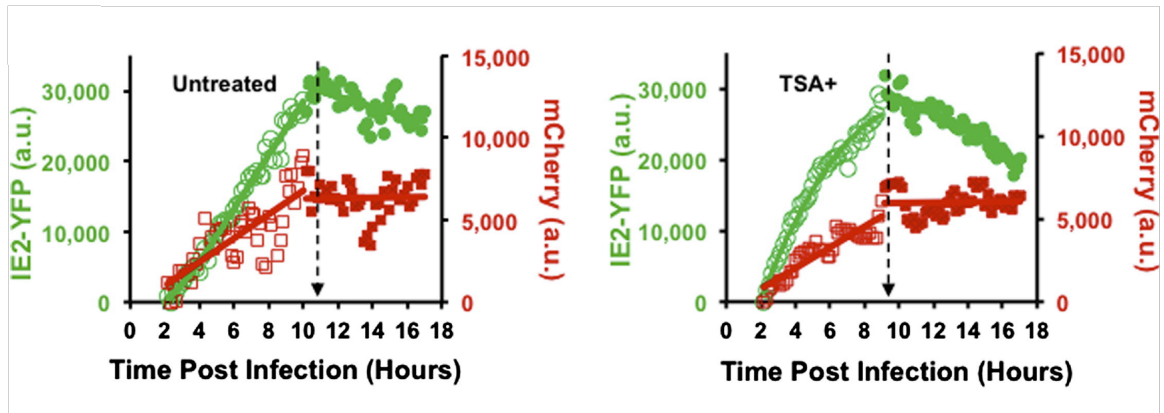 Untreated
IE2-YFP (a.u.)
30,000
20,000
10,000
0
15,000
10,000
5,000
0
mCherry (a.u.)
0 2 4 6 8 10 12 14 16 18
Time Post Infection (Hours)
TSA+
IE2-YFP (a.u.)
30,000
20,000
10,000
0
15,000
10,000
5,000
0
mCherry (a.u.)
0 2 4 6 8 10 12 14 16 18
Time Post Infection (Hours)